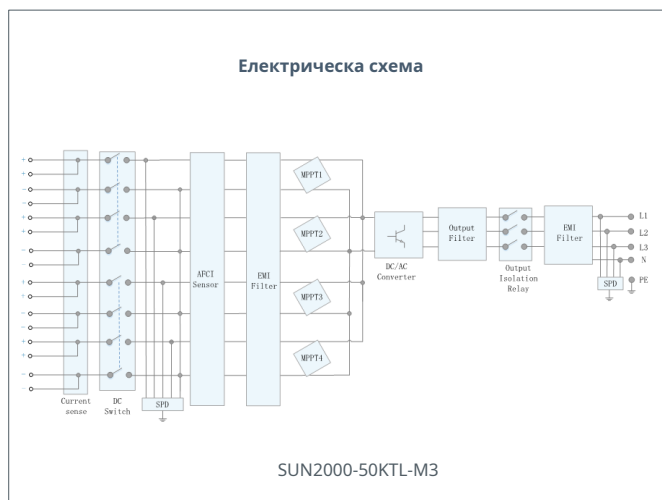 Електрическа схема
+
+
−
−
+
+
−
−
+
+
−
−
+
+
−
−
Current
sense
DC
Switch
SPD
AFCI
Sensor
EMI
Filter
MPPT1
MPPT2
MPPT3
MPPT4
DC/AC
Converter
Output
Filter
Output
Isolation
Relay
EMI
Filter
L1
L2
L3
N
SPD
PE
SUN2000-50KTL-M3